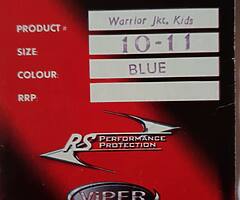 PRODUCT #: Warrior Jkt, Kids
SIZE: 10-11
COLOUR: BLUE
RRP:
RS PERFORMANCE
PROTECTION
ViPER